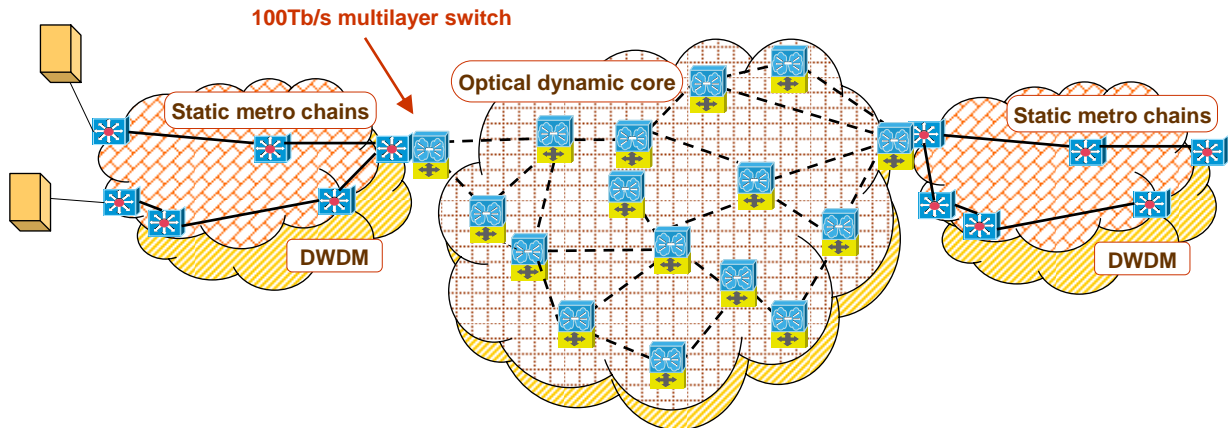 100Tb/s multilayer switch
Optical dynamic core
Static metro chains
Static metro chains
DWDM
DWDM